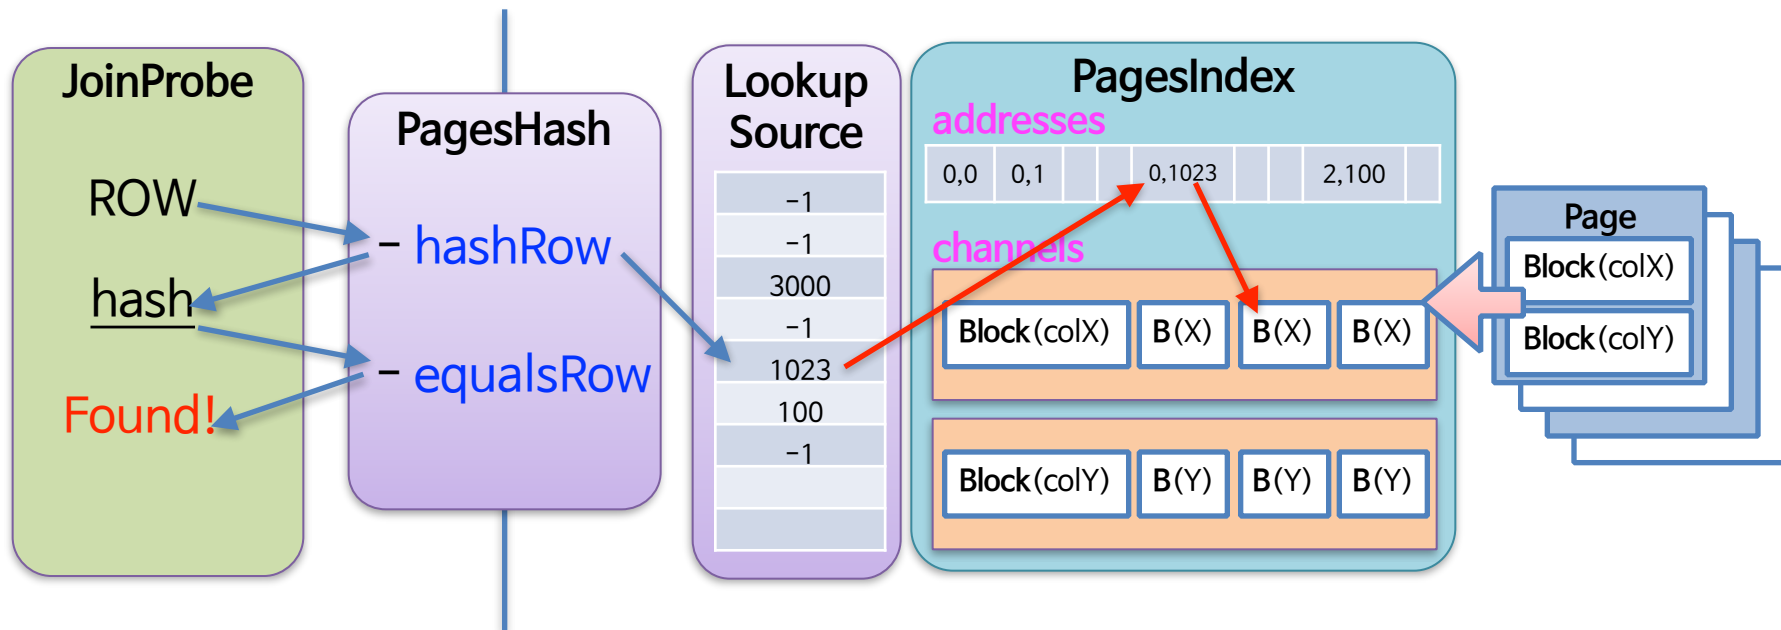 JoinProbe
ROW
hash
Found!
PagesHash
- hashRow
- equalsRow
Lookup
Source
-1
-1
3000
-1
1023
100
-1
PagesIndex
addresses
0,0 0,1 0,1023 2,100
channels
Block(colX) B(X) B(X) B(X)
Block(colY) B(Y) B(Y) B(Y)
Page
Block(colX)
Block(colY)